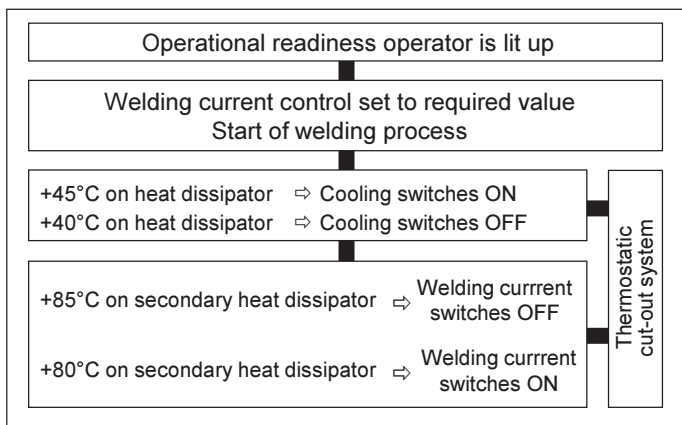 Operational readiness operator is lit up
Welding current control set to required value
Start of welding process
+45°C on heat dissipator ⇨ Cooling switches ON
+40°C on heat dissipator ⇨ Cooling switches OFF
+85°C on secondary heat dissipator ⇨ Welding currrent
switches OFF
+80°C on secondary heat dissipator ⇨ Welding currrent
switches ON
Thermostatic
cut-out system